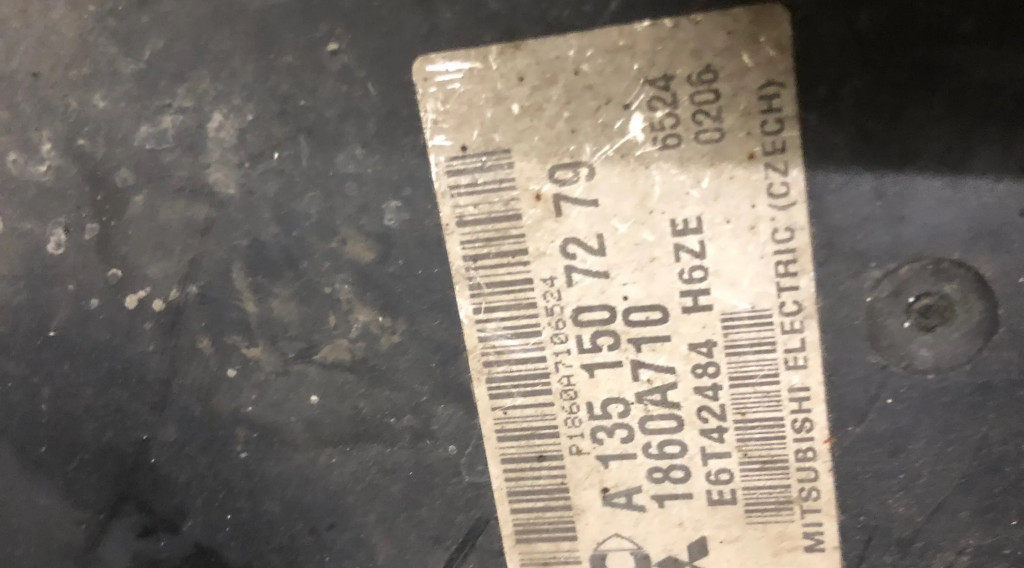 P1860A7106524
A 135 150 72 79
1860A710 6524
E6T42484 H6ZE 0206
MITSUBISHI ELECTRIC (CZECH)